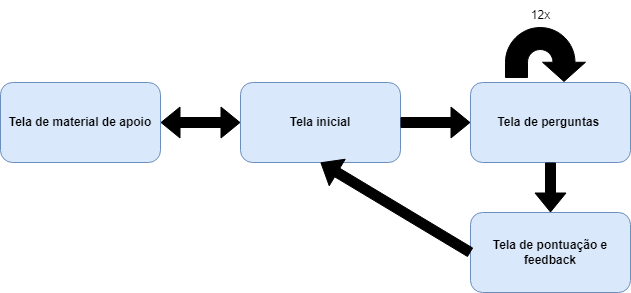 12x
Tela de material de apoio
Tela inicial
Tela de perguntas
Tela de pontuação e
feedback